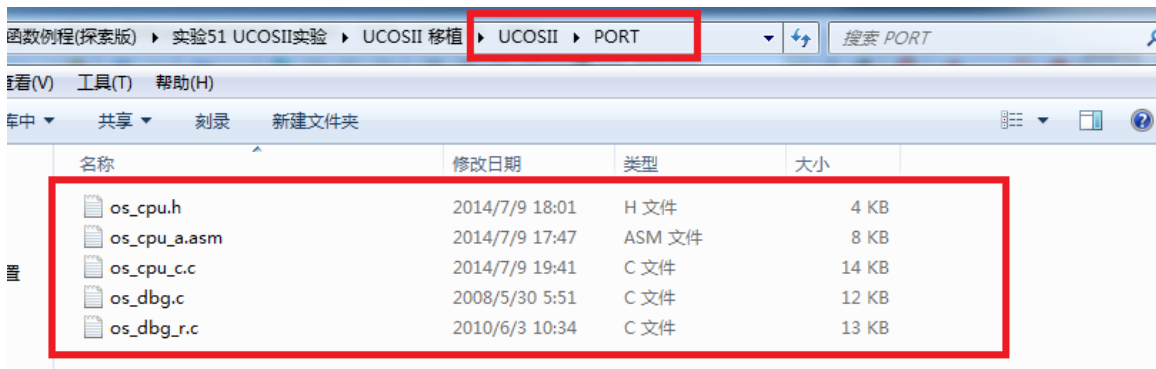 函数例程(探索版) ▸ 实验51 UCOSII实验 ▸ UCOSII 移植 ▸ UCOSII ▸ PORT 搜索 PORT
查看(V) 工具(T) 帮助(H)
库中 共享 刻录 新建文件夹
名称 修改日期 类型 大小
os_cpu.h 2014/7/9 18:01 H 文件 4 KB
os_cpu_a.asm 2014/7/9 17:47 ASM 文件 8 KB
os_cpu_c.c 2014/7/9 19:41 C 文件 14 KB
os_dbg.c 2008/5/30 5:51 C 文件 12 KB
os_dbg_r.c 2010/6/3 10:34 C 文件 13 KB
置